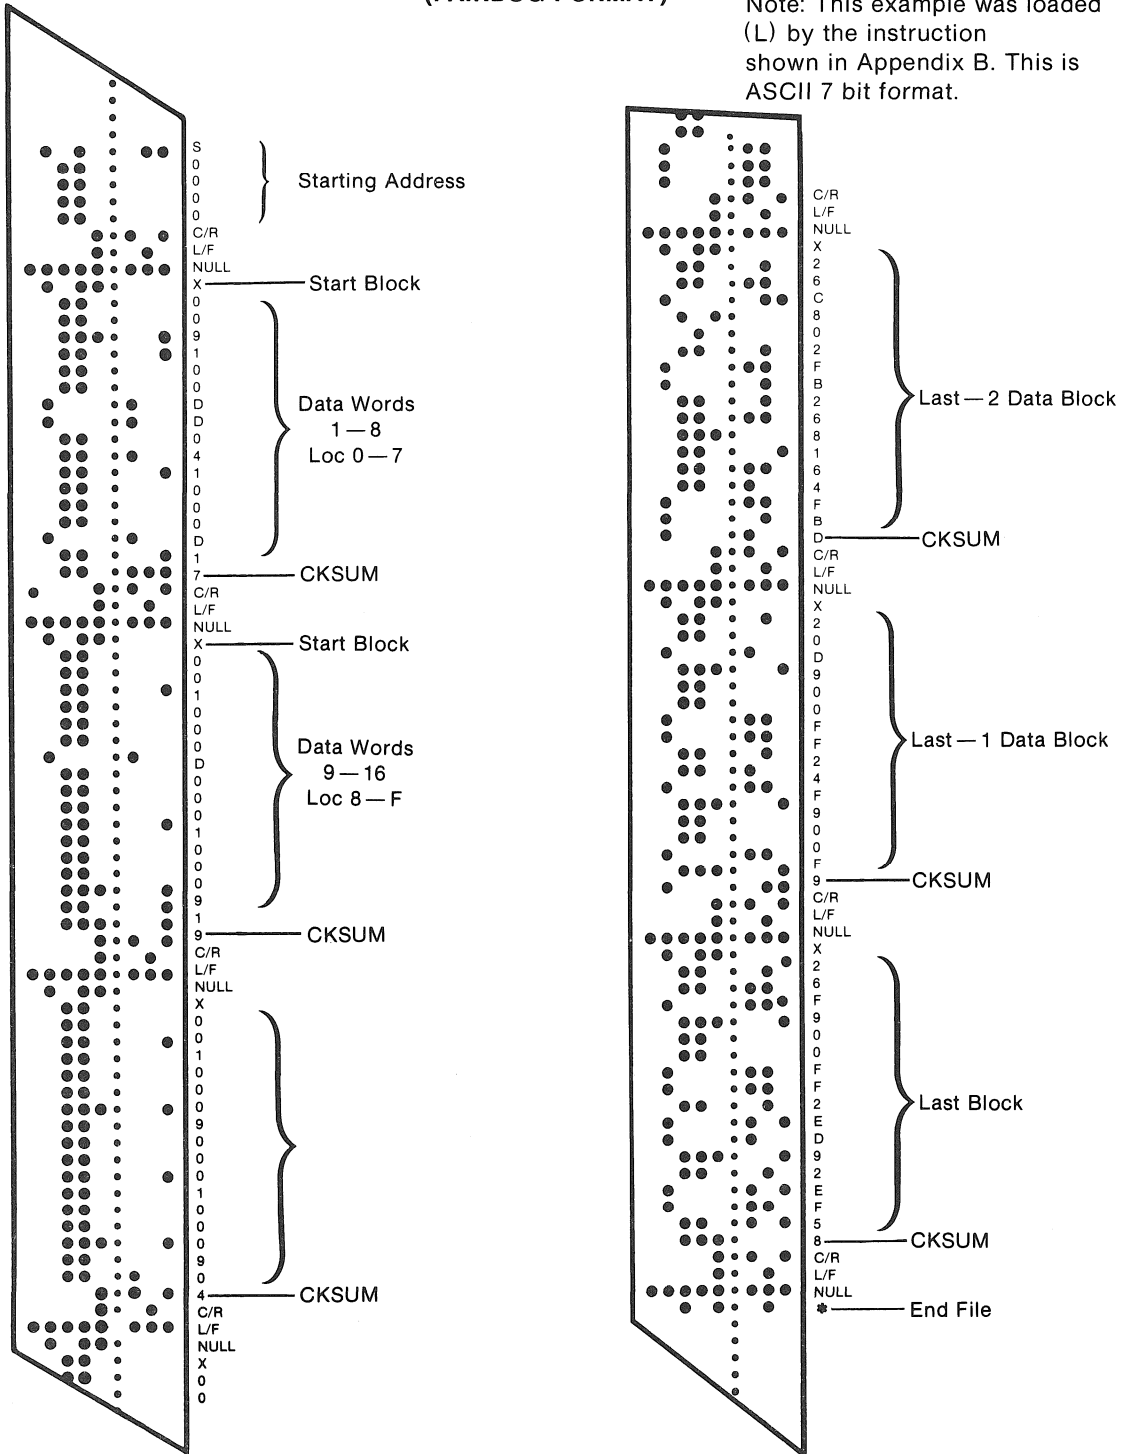 (FAIRBUG FORMAT)
Note: This example was loaded
(L) by the instruction
shown in Appendix B. This is
ASCII 7 bit format.
S
0
0
0
0
Starting Address
C/R
L/F
NULL
X
Start Block
0
0
9
1
0
0
D
D
0
4
1
0
0
0
D
1
Data Words
1 — 8
Loc 0 — 7
7
CKSUM
C/R
L/F
NULL
X
Start Block
0
0
1
0
0
0
D
0
0
0
1
0
0
0
9
1
Data Words
9 — 16
Loc 8 — F
9
CKSUM
C/R
L/F
NULL
X
0
0
1
0
0
0
9
0
0
0
1
0
0
0
9
0
4
CKSUM
C/R
L/F
NULL
X
0
0
C/R
L/F
NULL
X
2
6
C
8
0
2
F
B
2
6
8
1
6
4
F
B
Last — 2 Data Block
D
CKSUM
C/R
L/F
NULL
X
2
0
D
9
0
0
F
F
2
4
F
9
0
0
F
Last — 1 Data Block
9
CKSUM
C/R
L/F
NULL
X
2
6
F
9
0
0
F
F
2
E
D
9
2
E
F
5
Last Block
8
CKSUM
C/R
L/F
NULL
*
End File